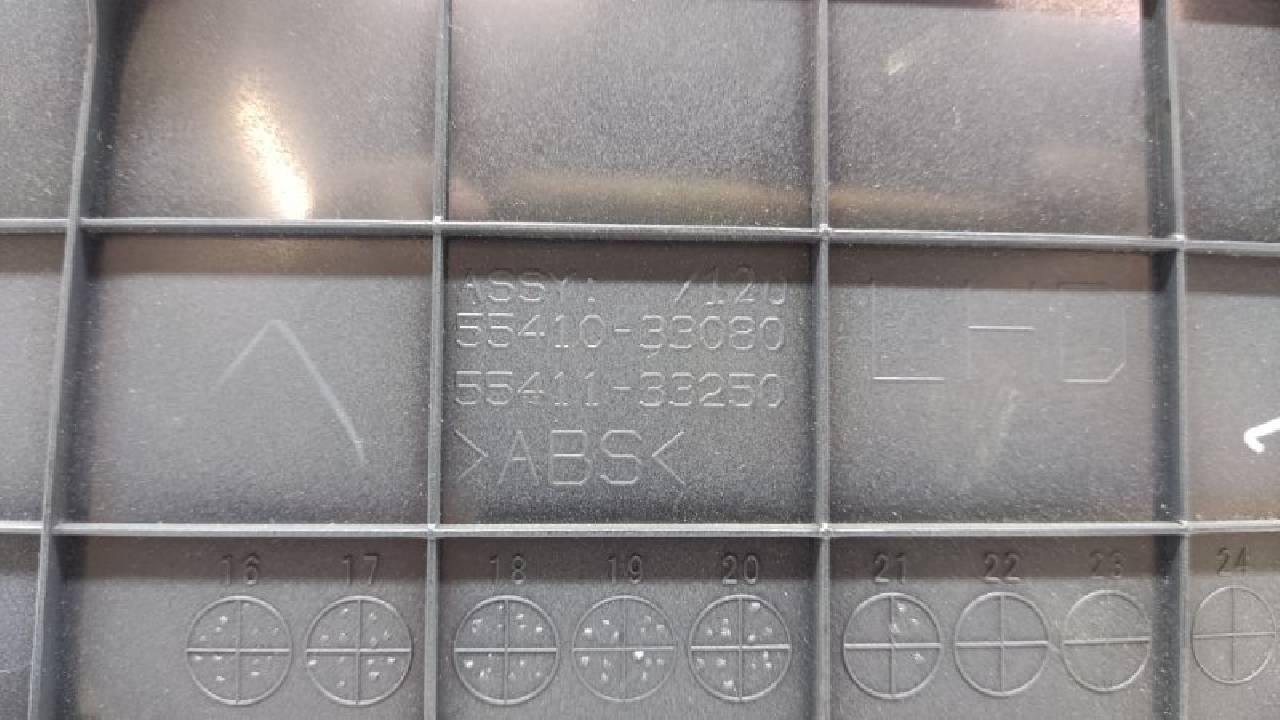 ASSY: /120
55410-33080
55411-33250
>ABS<
LHD
16 17 18 19 20 21 22 23 24